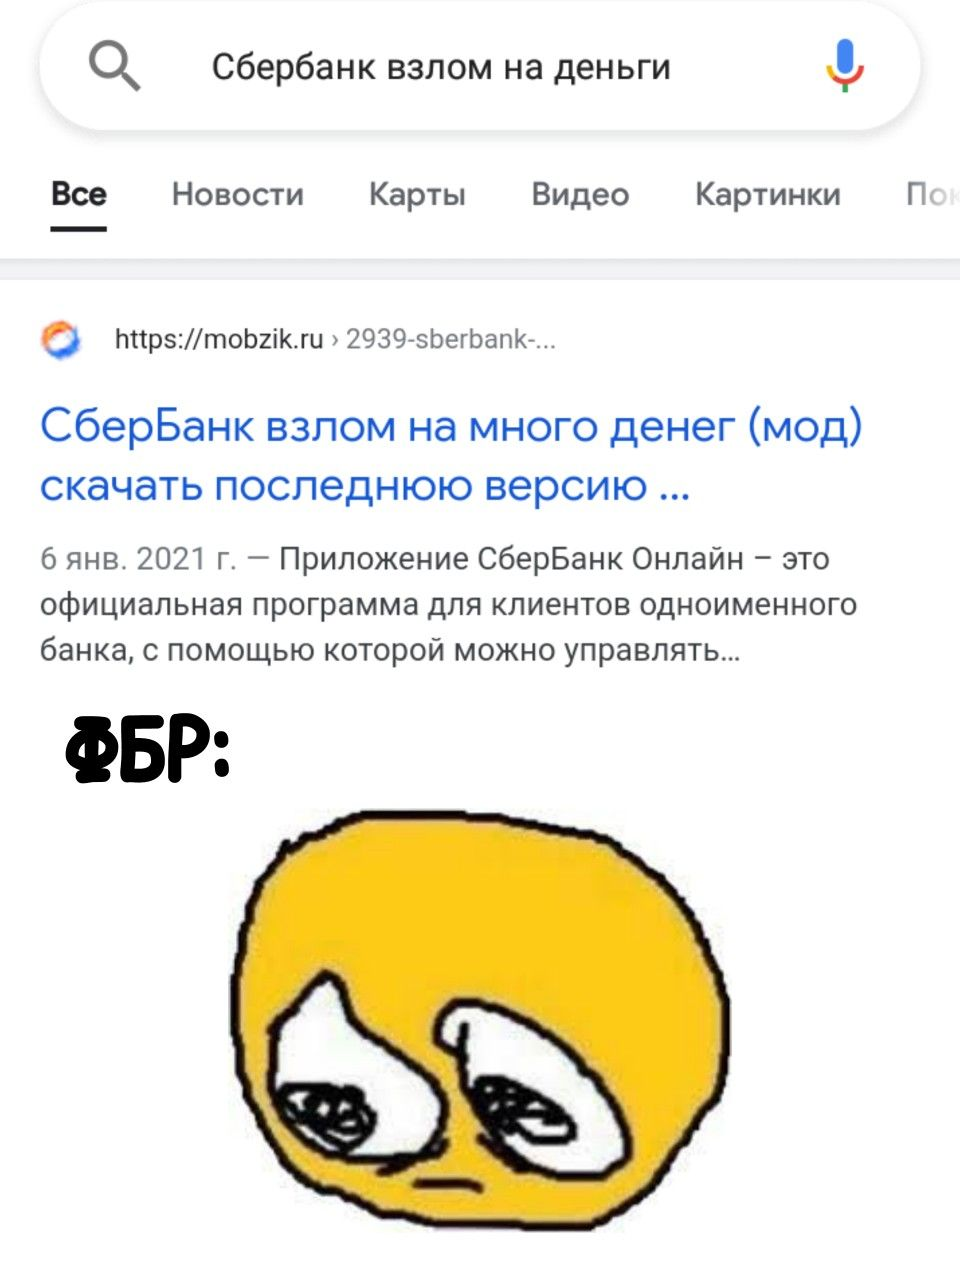 Сбербанк взлом на деньги
Все Новости Карты Видео Картинки
https://mobzik.ru › 2939-sberbank-...
СберБанк взлом на много денег (мод)
скачать последнюю версию ...
6 янв. 2021 г. — Приложение СберБанк Онлайн – это
официальная программа для клиентов одноименного
банка, с помощью которой можно управлять...
ФБР: